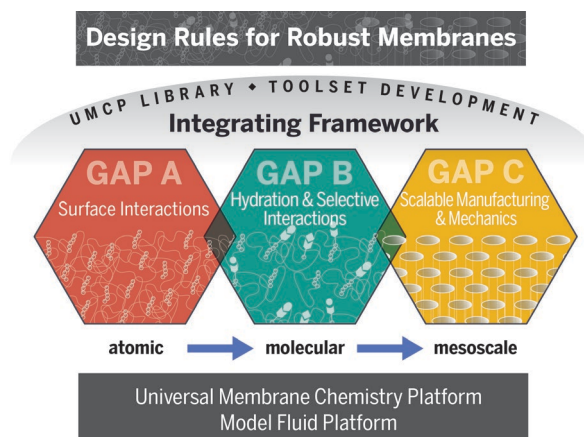 Design Rules for Robust Membranes
UMCP LIBRARY ◆ TOOLSET DEVELOPMENT
Integrating Framework
GAP A
Surface Interactions
GAP B
Hydration & Selective
Interactions
GAP C
Scalable Manufacturing
& Mechanics
atomic
molecular
mesoscale
Universal Membrane Chemistry Platform
Model Fluid Platform